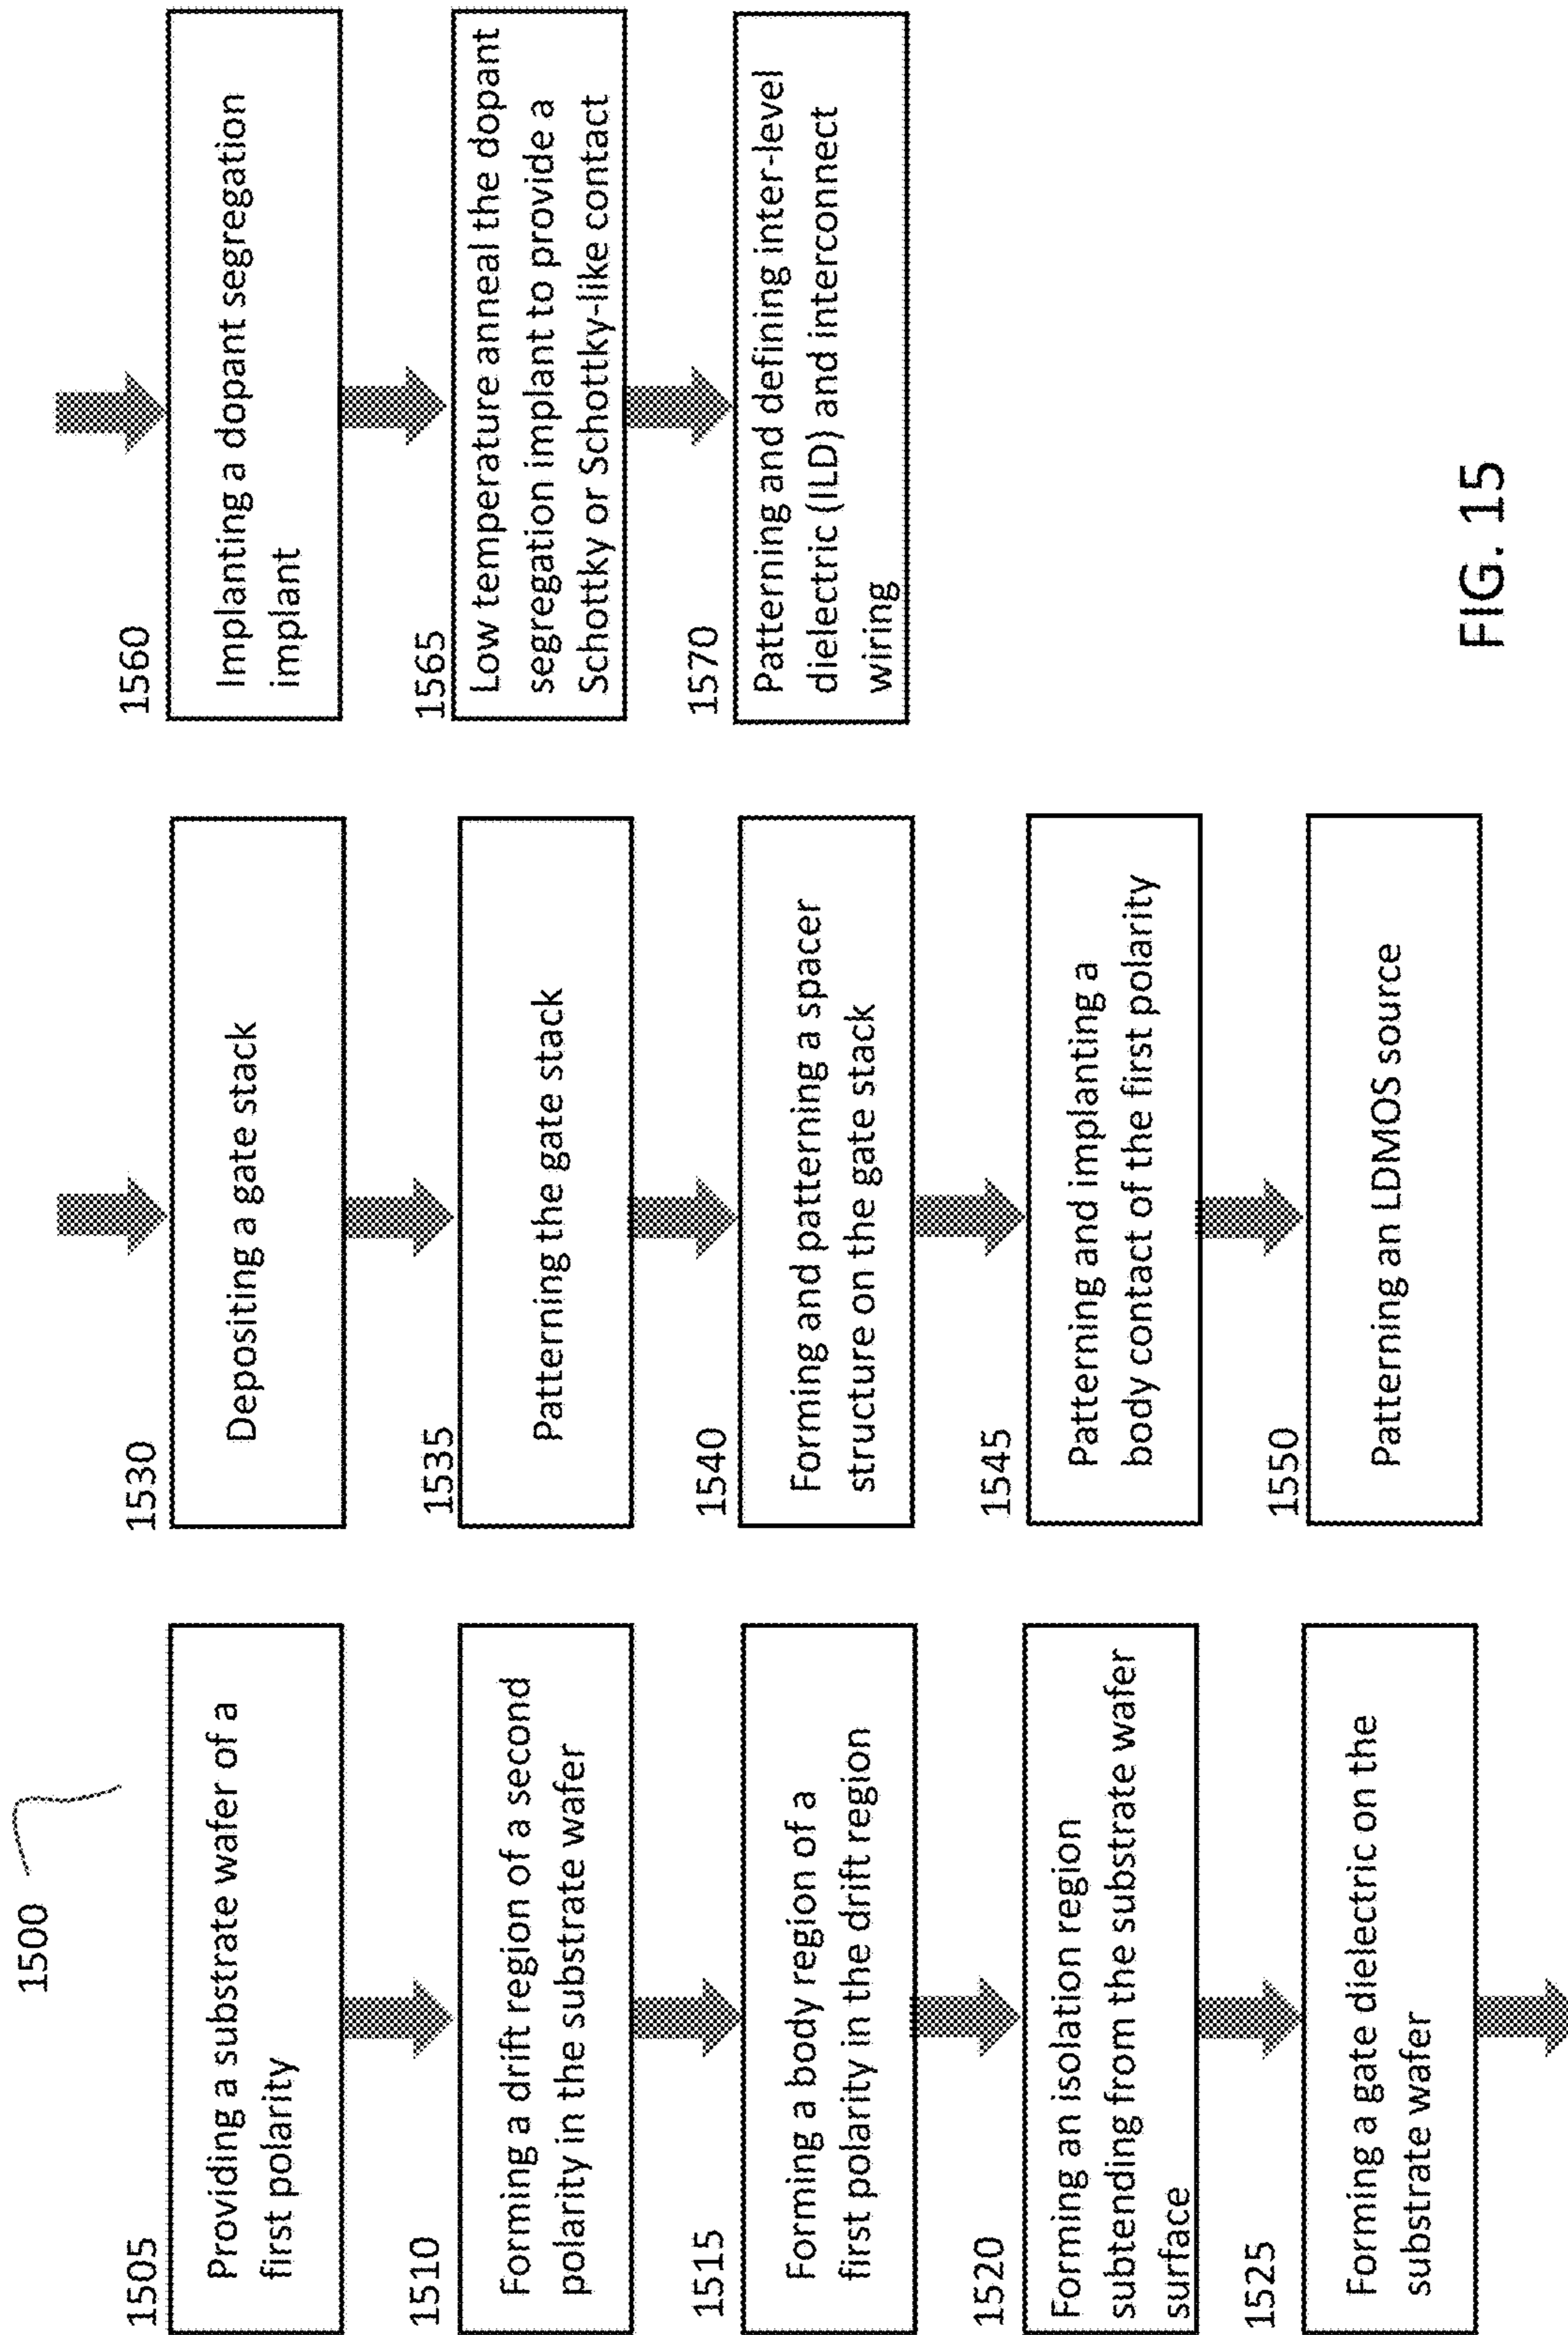 1500
1505
Providing a substrate wafer of a
first polarity
1510
Forming a drift region of a second
polarity in the substrate wafer
1515
Forming a body region of a
first polarity in the drift region
1520
Forming an isolation region
subtending from the substrate wafer
surface
1525
Forming a gate dielectric on the
substrate wafer
1530
Depositing a gate stack
1535
Patterning the gate stack
1540
Forming and patterning a spacer
structure on the gate stack
1545
Patterning and implanting a
body contact of the first polarity
1550
Patterning an LDMOS source
1560
Implanting a dopant segregation
implant
1565
Low temperature anneal the dopant
segregation implant to provide a
Schottky or Schottky-like contact
1570
Patterning and defining inter-level
dielectric (ILD) and interconnect
wiring
FIG. 15